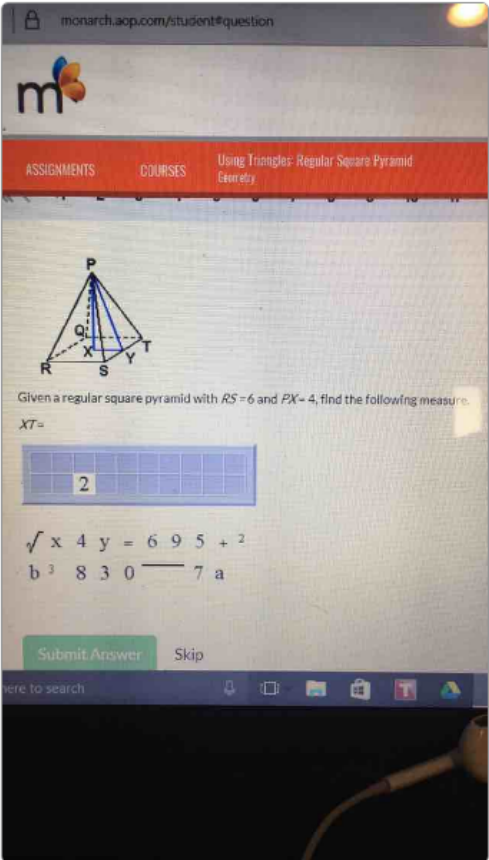 monarch.aop.com/student#question
m
ASSIGNMENTS COURSES Using Triangles: Regular Square Pyramid
Geometry
P
Q
X
T
Y
R
S
Given a regular square pyramid with RS = 6 and PX = 4, find the following measure.
XT =
2
√ x 4 y = 6 9 5 + ²
b ³ 8 3 0 — 7 a
Submit Answer Skip
here to search
T